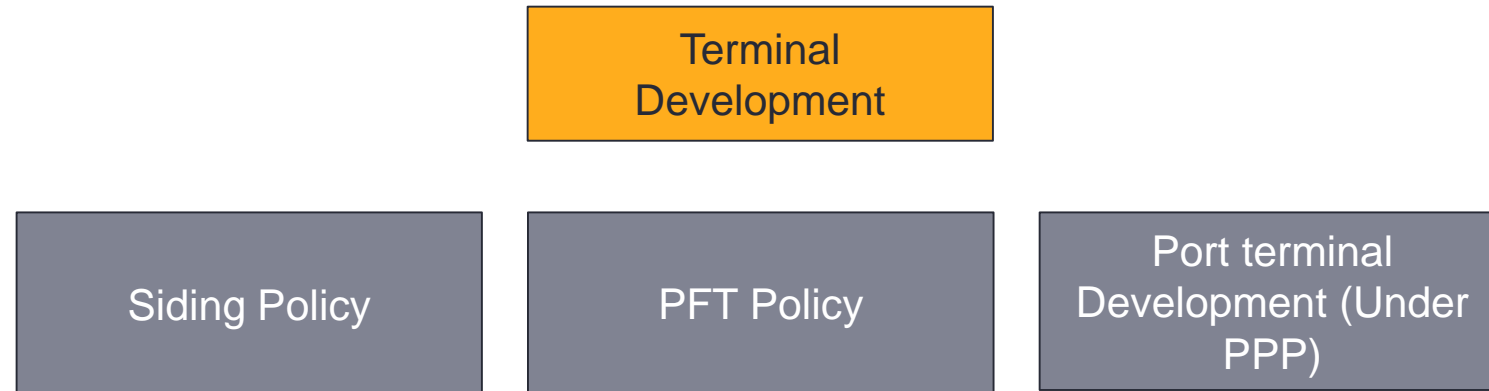 Terminal
Development
Siding Policy
PFT Policy
Port terminal
Development (Under
PPP)